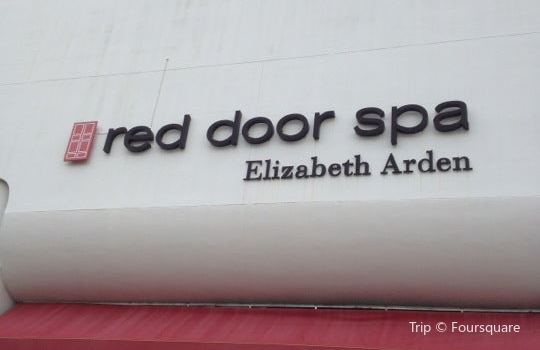 red door spa
Elizabeth Arden
Trip © Foursquare